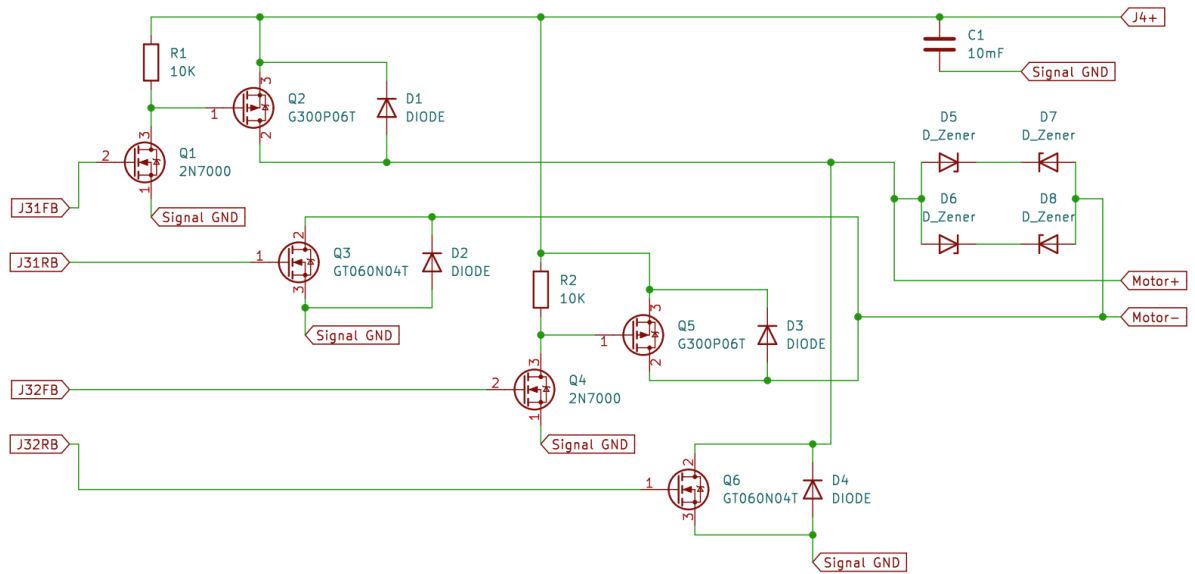 J4+
R1
10K
C1
10mF
Signal GND
3
Q2
G300P06T
1
2
D1
DIODE
3
Q1
2N7000
2
1
D5
D_Zener
D7
D_Zener
J31FB
Signal GND
D6
D_Zener
D8
D_Zener
J31RB
2
1
Q3
GT060N04T
3
D2
DIODE
R2
10K
Motor+
Signal GND
3
1
Q5
G300P06T
2
D3
DIODE
Motor-
J32FB
3
2
Q4
2N7000
1
J32RB
Signal GND
2
1
Q6
GT060N04T
3
D4
DIODE
Signal GND